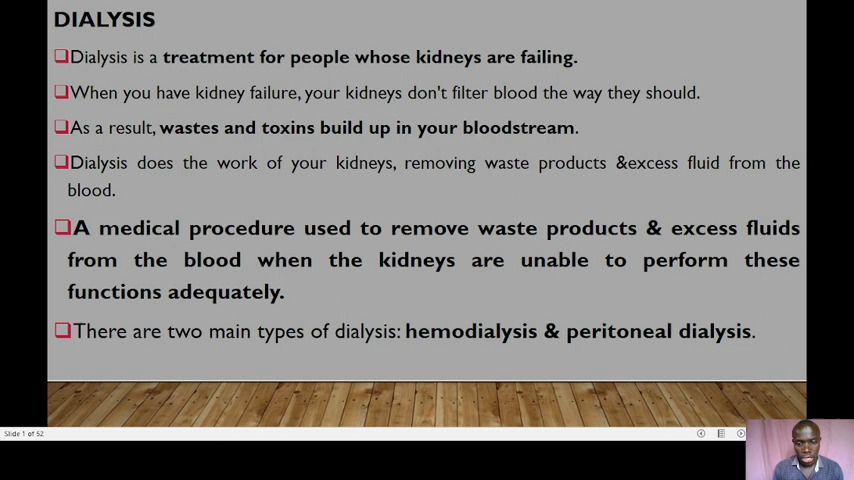 DIALYSIS
Dialysis is a treatment for people whose kidneys are failing.
When you have kidney failure, your kidneys don't filter blood the way they should.
As a result, wastes and toxins build up in your bloodstream.
Dialysis does the work of your kidneys, removing waste products &excess fluid from the
blood.
A medical procedure used to remove waste products & excess fluids
from the blood when the kidneys are unable to perform these
functions adequately.
There are two main types of dialysis: hemodialysis & peritoneal dialysis.
Slide 1 of 52